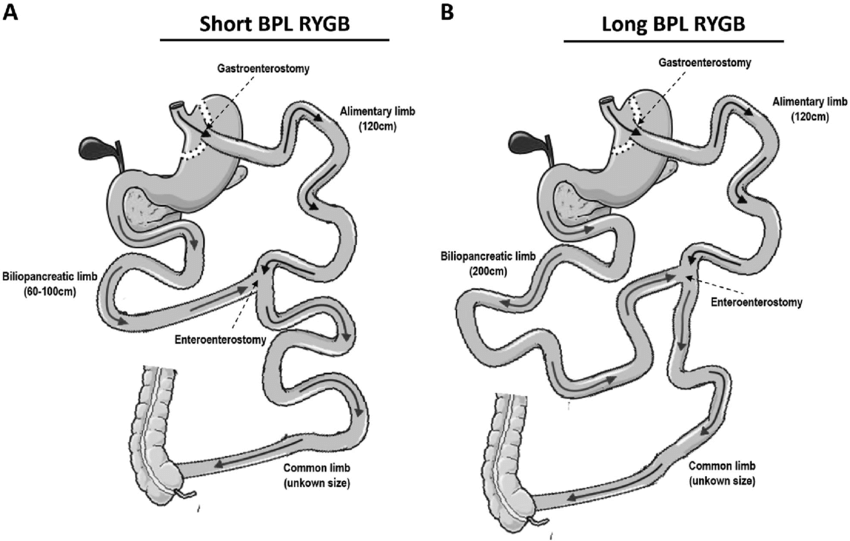 A
Short BPL RYGB
Gastroenterostomy
Alimentary limb
(120cm)
Biliopancreatic limb
(60-100cm)
Enteroenterostomy
Common limb
(unkown size)
B
Long BPL RYGB
Gastroenterostomy
Alimentary limb
(120cm)
Biliopancreatic limb
(200cm)
Enteroenterostomy
Common limb
(unkown size)